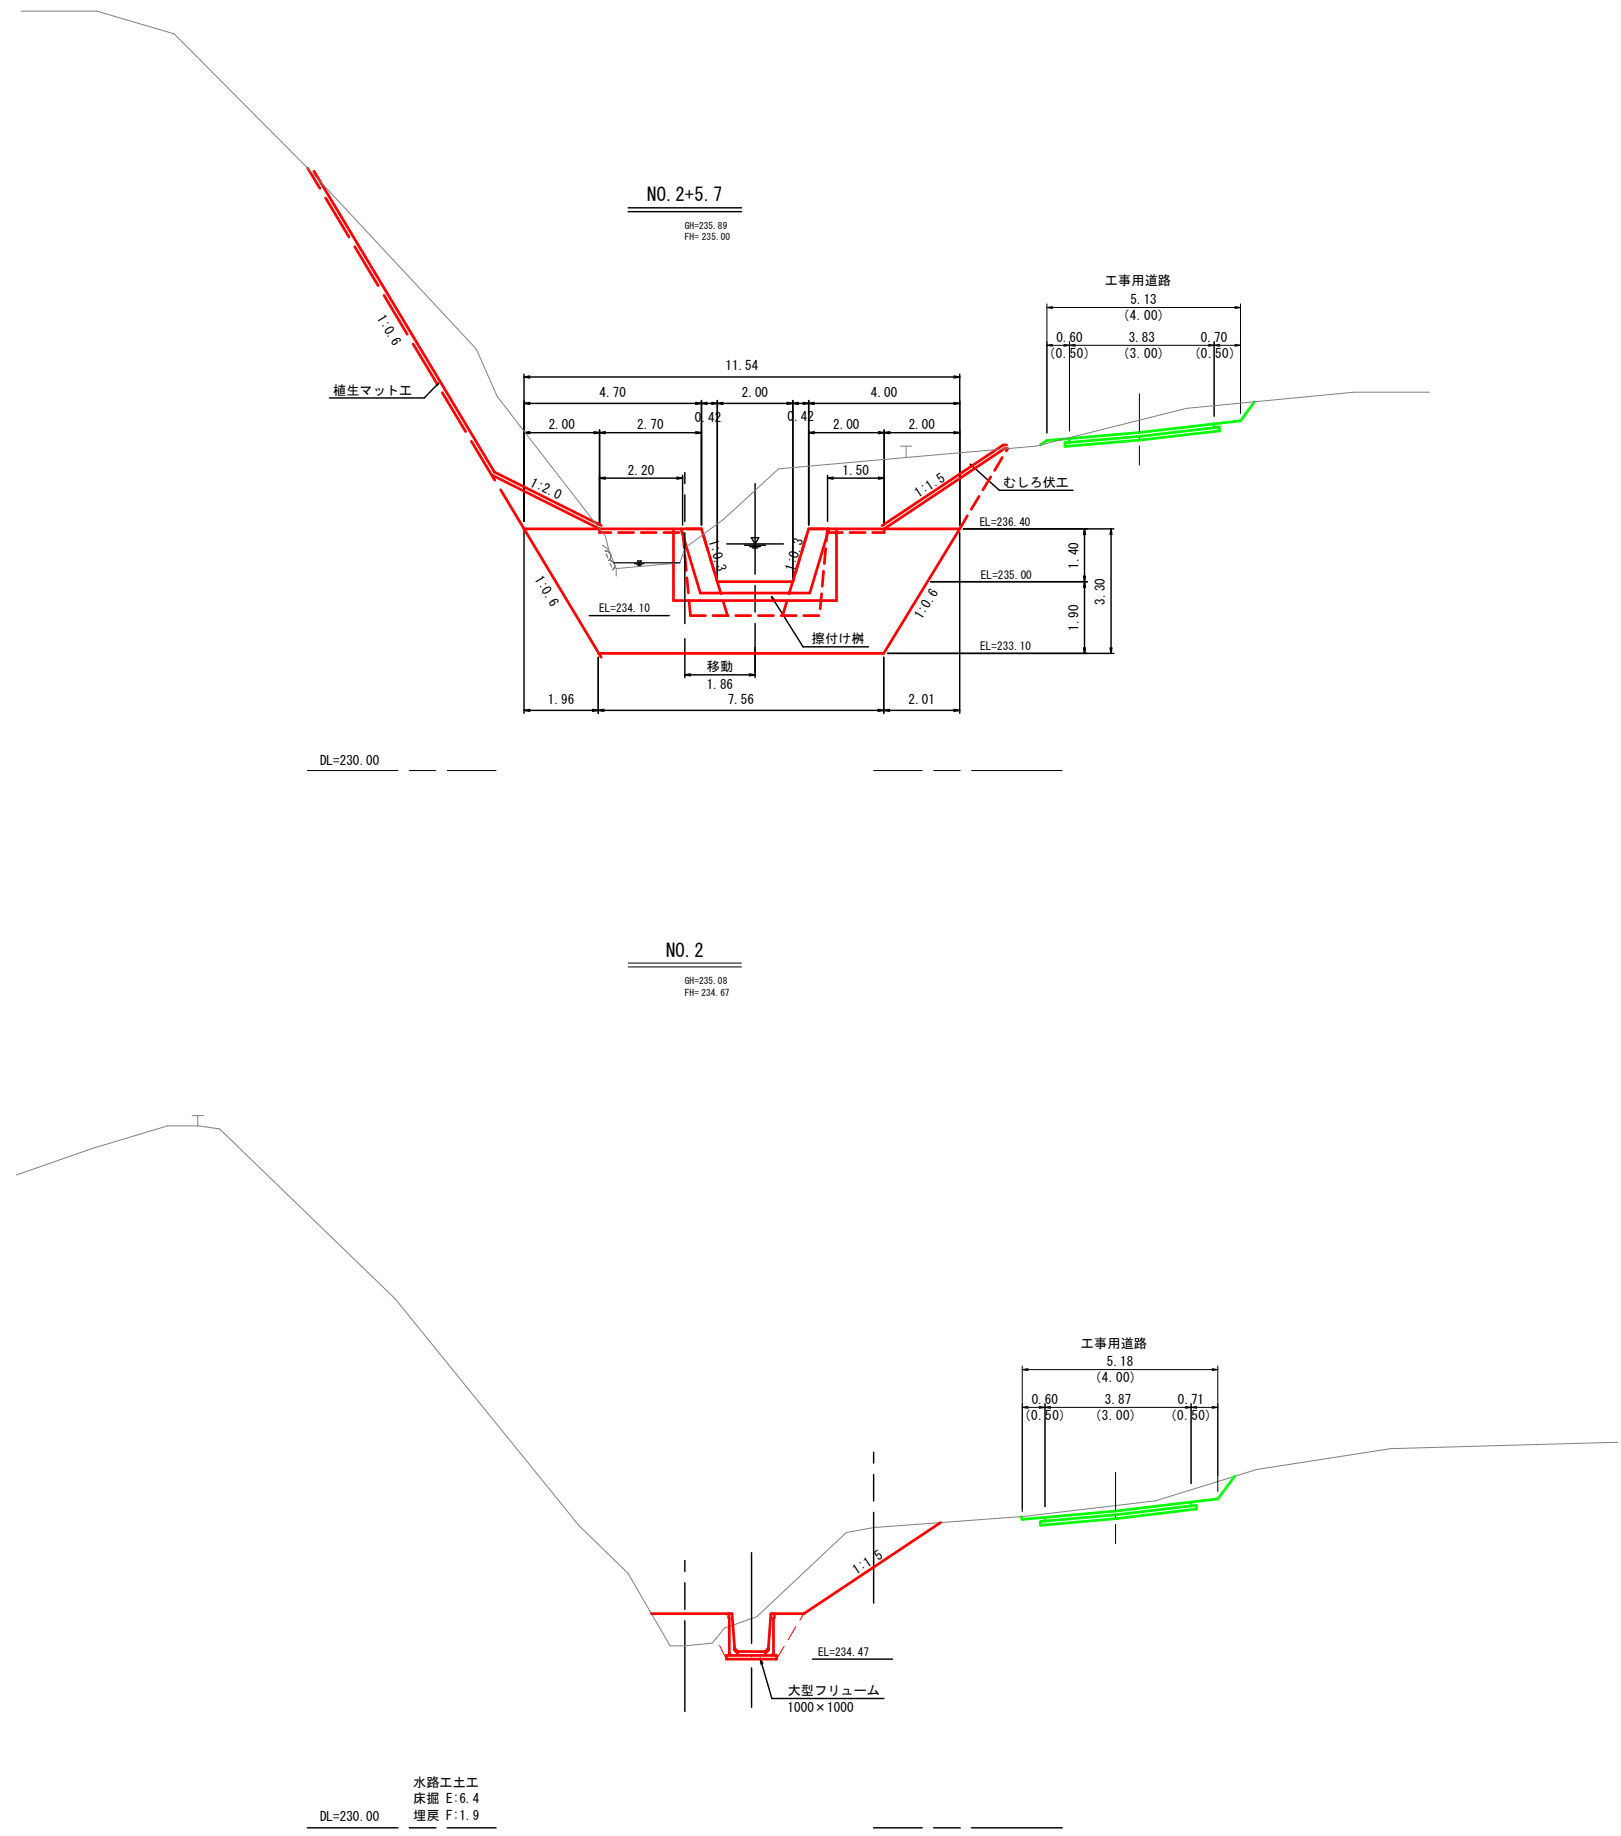 NO.2+5.7
GH=235.89
FH= 235.00
工事用道路
5.13
(4.00)
0.60 3.83 0.70
(0.50) (3.00) (0.50)
1:0.6
植生マット工
11.54
4.70 2.00 4.00
0.42 0.42
2.00 2.70 2.00 2.00
2.20 1.50
1:2.0
1:1.5
むしろ伏工
EL=236.40
1:0.3
1:0.3
1.40
EL=235.00
3.30
1:0.6
1:0.6
EL=234.10
1.90
擦付け桝
EL=233.10
移動
1.86
1.96 7.56 2.01
DL=230.00
NO.2
GH=235.08
FH= 234.67
工事用道路
5.18
(4.00)
0.60 3.87 0.71
(0.50) (3.00) (0.50)
1:1.5
EL=234.47
大型フリューム
1000×1000
水路工土工
床掘 E:6.4
埋戻 F:1.9
DL=230.00